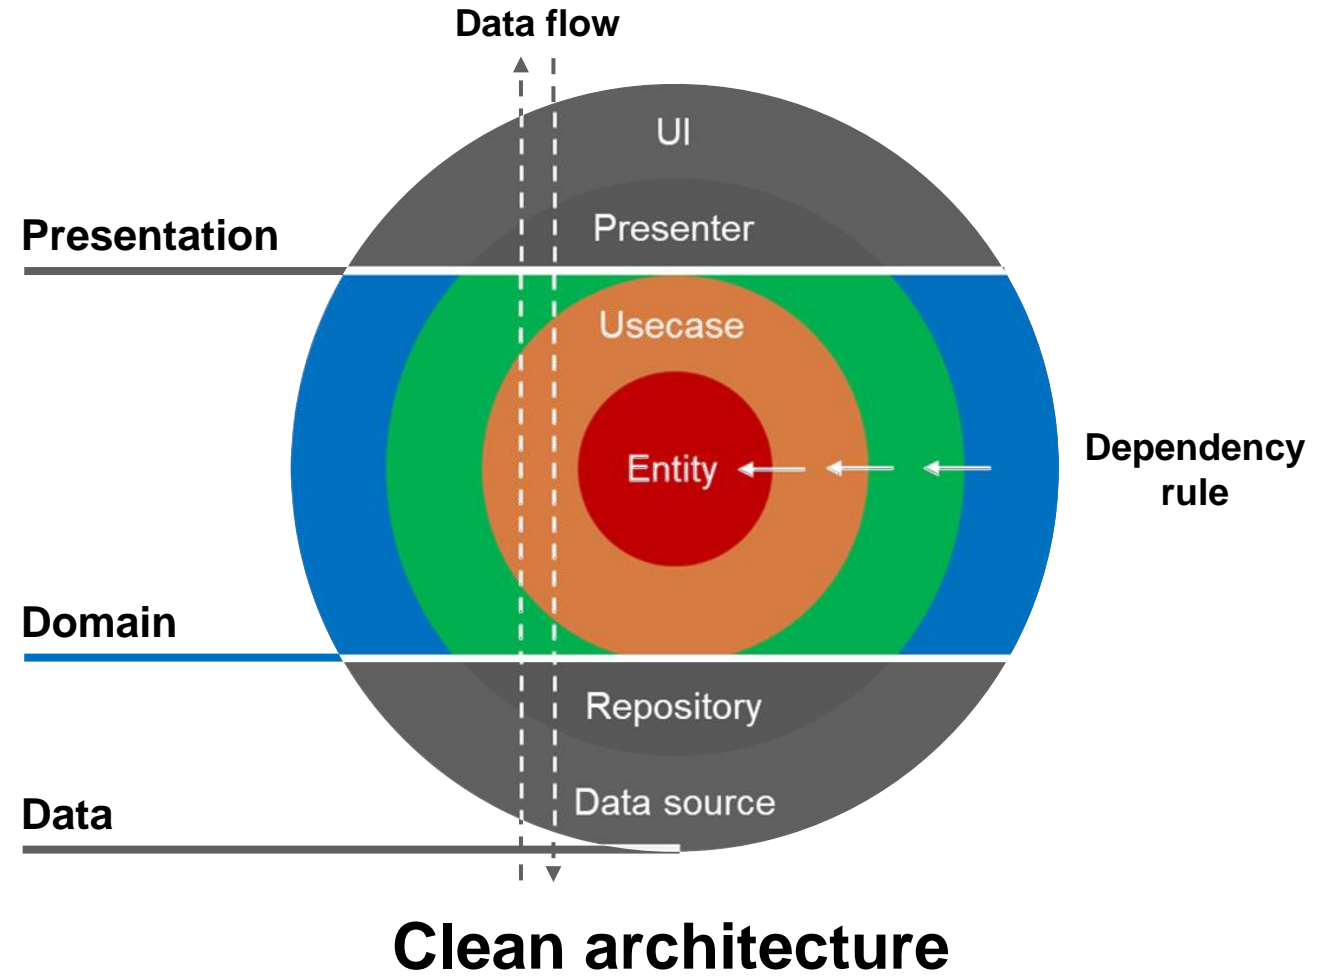 Data flow
UI
Presentation
Presenter
Usecase
Entity
Dependency
rule
Domain
Repository
Data
Data source
Clean architecture